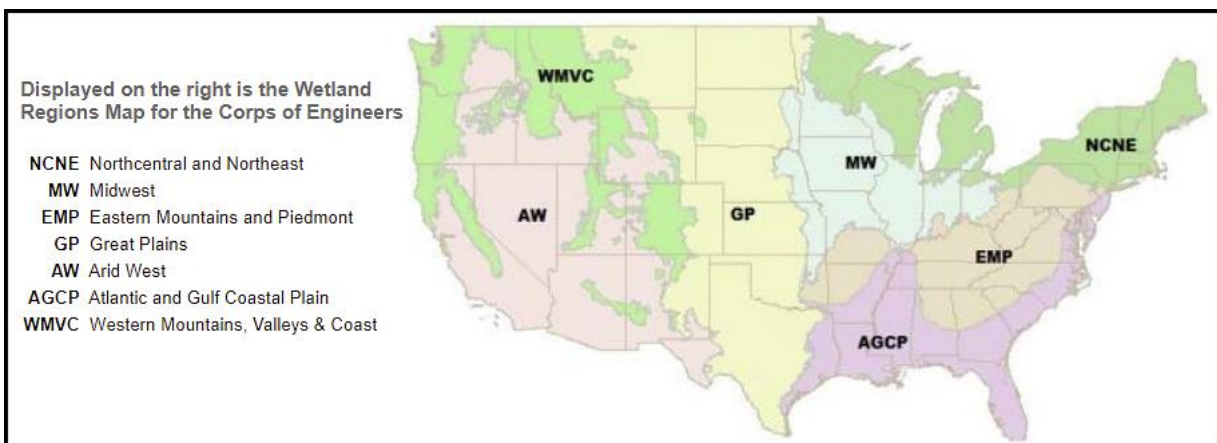 Displayed on the right is the Wetland
Regions Map for the Corps of Engineers
NCNE Northcentral and Northeast
MW Midwest
EMP Eastern Mountains and Piedmont
GP Great Plains
AW Arid West
AGCP Atlantic and Gulf Coastal Plain
WMVC Western Mountains, Valleys & Coast
WMVC
NCNE
MW
AW
GP
EMP
AGCP